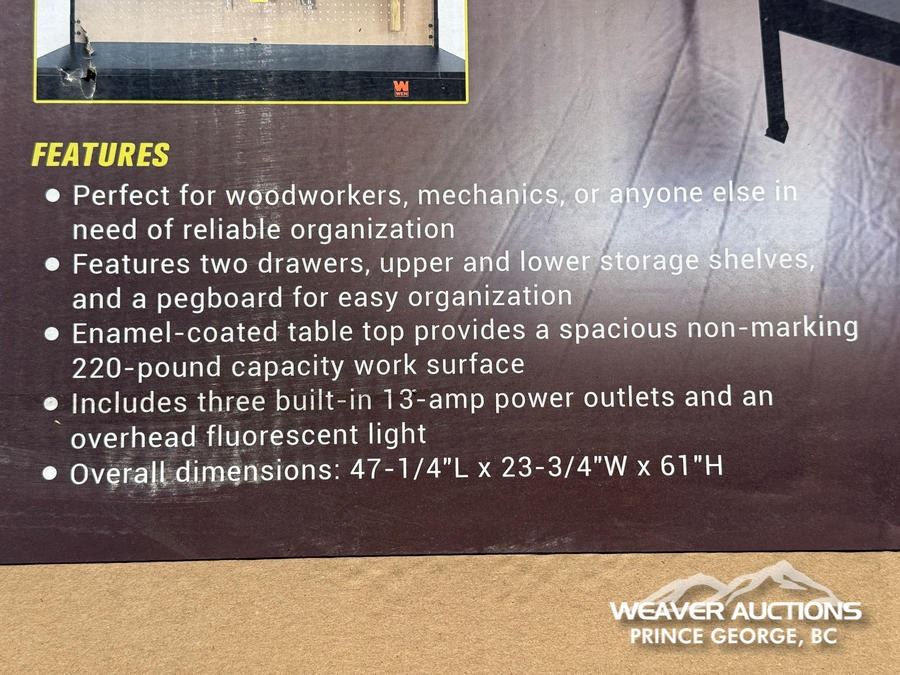 W
WEN
FEATURES
● Perfect for woodworkers, mechanics, or anyone else in
need of reliable organization
● Features two drawers, upper and lower storage shelves,
and a pegboard for easy organization
● Enamel-coated table top provides a spacious non-marking
220-pound capacity work surface
● Includes three built-in 13-amp power outlets and an
overhead fluorescent light
● Overall dimensions: 47-1/4"L x 23-3/4"W x 61"H
WEAVER AUCTIONS
PRINCE GEORGE, BC